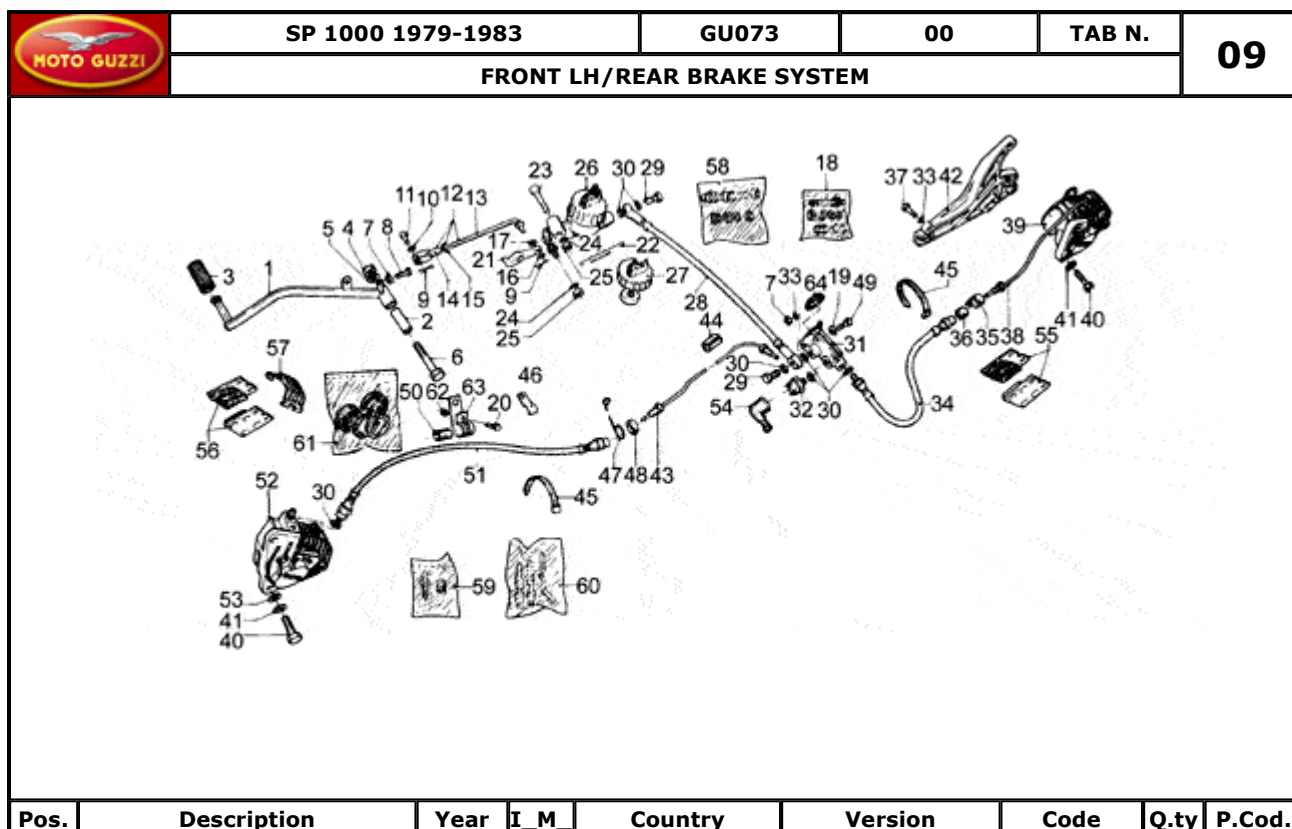 MOTO GUZZI
SP 1000 1979-1983 GU073 00 TAB N. 09
FRONT LH/REAR BRAKE SYSTEM
23 26 30 29 58 18
11 10 12 13 37 33 42
5 4 7 8 39
17 24 22
21
3 1 16 25 27 45
9 14 15 9 28 7 33 64 19 49
2 24 44
25 31 41 40
57 6 30 36 35 38 55
46 29
50 62 63 54 32 30 34
20
56 61
47 48 43
51
52 30 45
59 60
53
41
40
Pos. Description Year I_M_ Country Version Code Q.ty P.Cod.